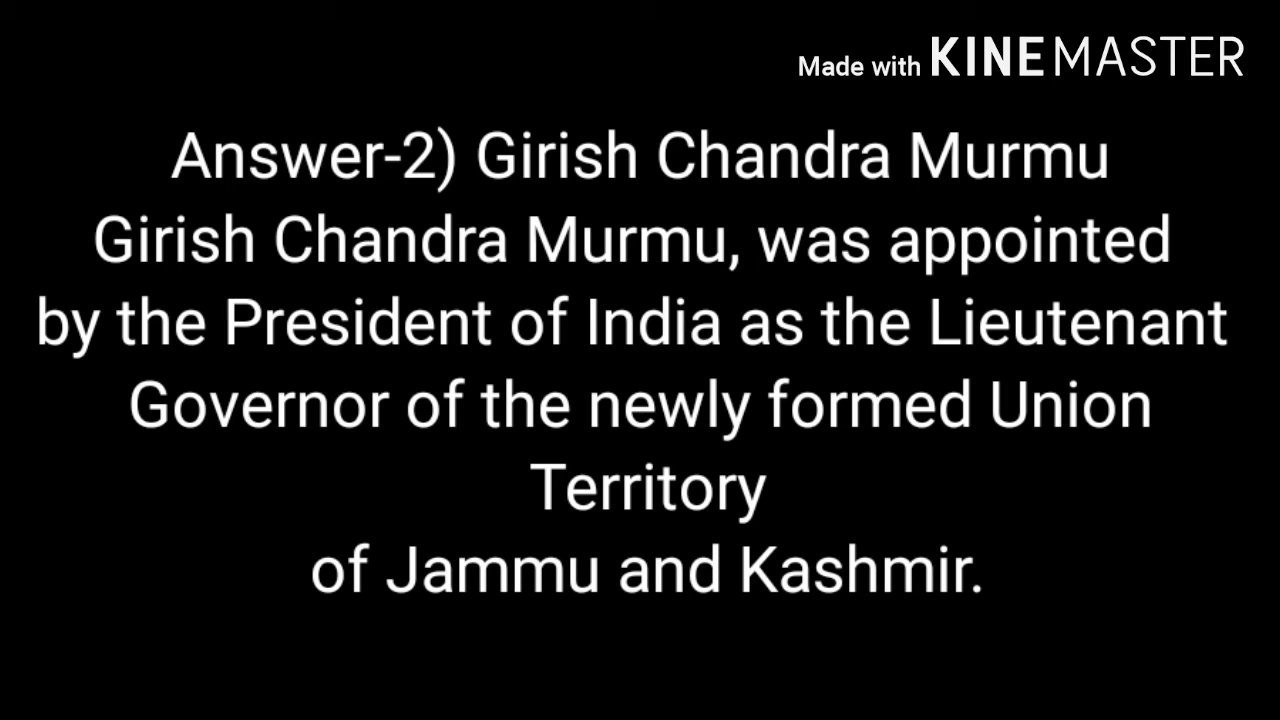 Made with KINEMASTER
Answer-2) Girish Chandra Murmu
Girish Chandra Murmu, was appointed
by the President of India as the Lieutenant
Governor of the newly formed Union
Territory
of Jammu and Kashmir.